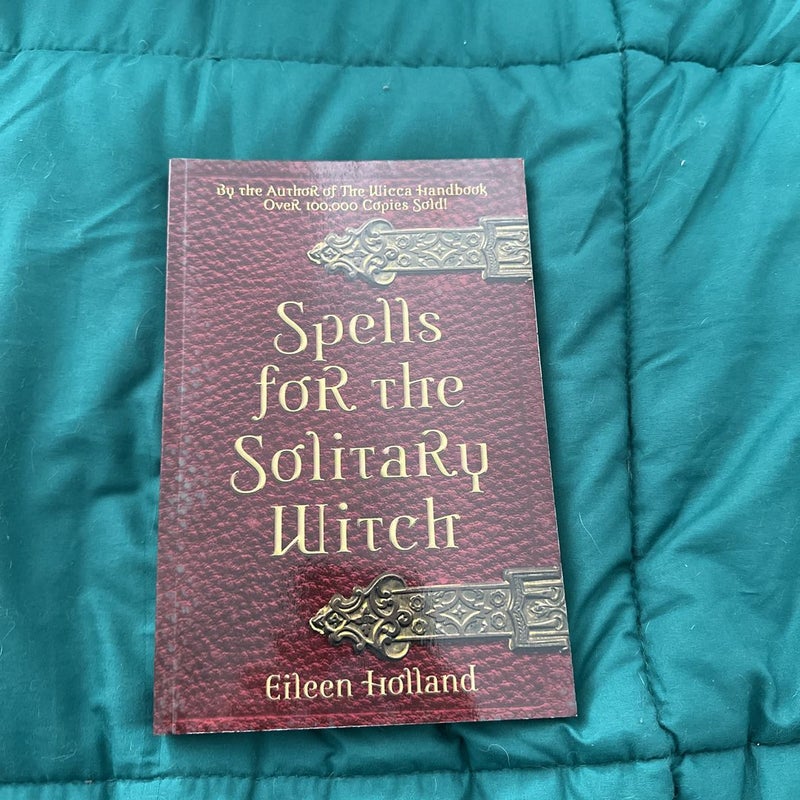 By the Author of The Wicca Handbook
Over 100,000 Copies Sold!
Spells
for the
Solitary
Witch
Eileen Holland